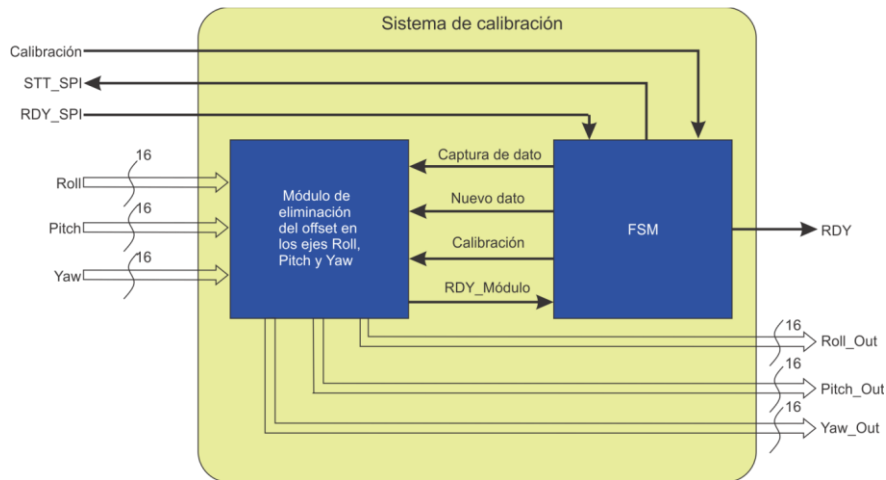 Sistema de calibración
Calibración
STT_SPI
RDY_SPI
16
Roll
16
Pitch
16
Yaw
Módulo de
eliminación
del offset en
los ejes Roll,
Pitch y Yaw
Captura de dato
Nuevo dato
Calibración
RDY_Módulo
FSM
RDY
16
Roll_Out
16
Pitch_Out
16
Yaw_Out